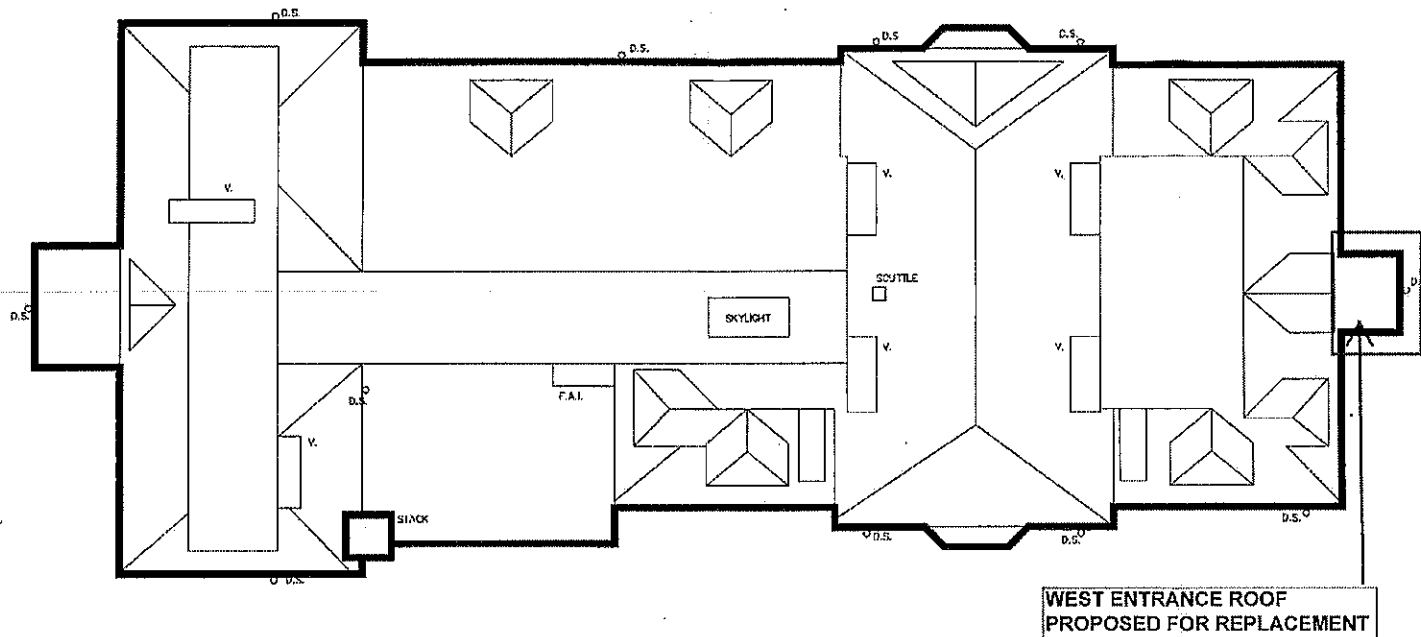 D.S.
D.S.
D.S
D.S.
V.
V.
V.
SCUTTLE
D.S.
SKYLIGHT
D.
V.
V.
D.S.
F.A.I.
V.
STACK
D.S.
D.S.
D.S.
D.S.
WEST ENTRANCE ROOF
PROPOSED FOR REPLACEMENT